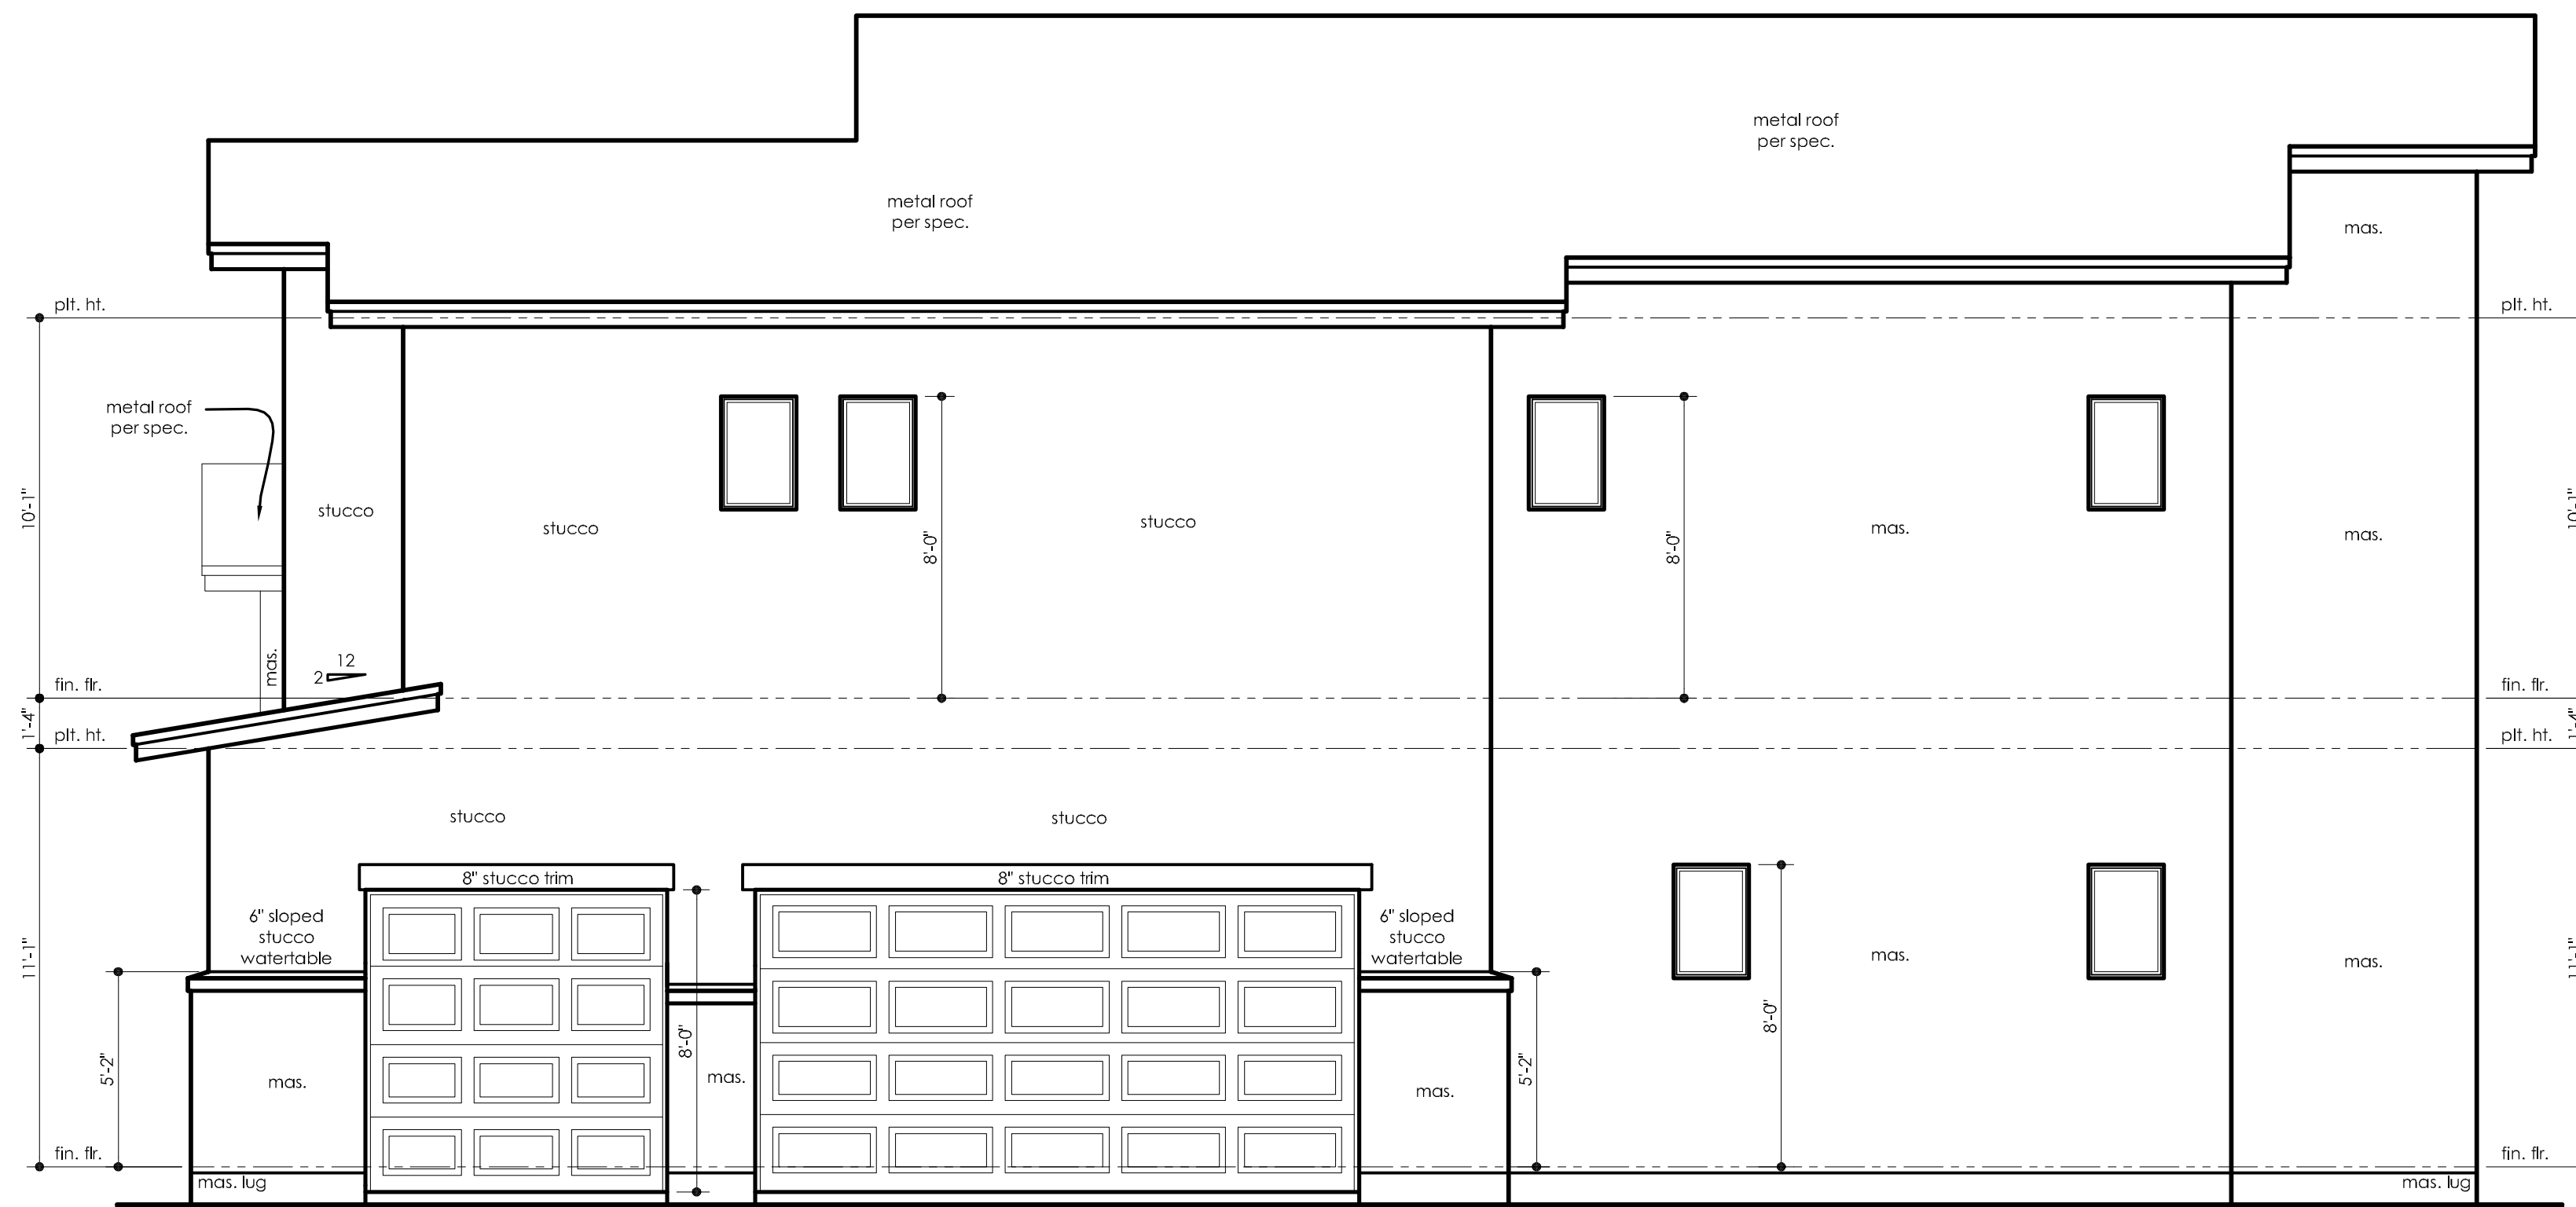 metal roof
per spec.
metal roof
per spec.
mas.
plt. ht.
plt. ht.
metal roof
per spec.
10'-1"
stucco
stucco
8'-0"
stucco
8'-0"
mas.
mas.
10'-1"
mas.
12
2
fin. flr.
fin. flr.
1'-4"
1'-4"
plt. ht.
plt. ht.
stucco
stucco
8" stucco trim
8" stucco trim
6" sloped
stucco
watertable
6" sloped
stucco
watertable
11'-1"
mas.
mas.
11'-1"
8'-0"
8'-0"
5'-2"
mas.
mas.
mas.
5'-2"
fin. flr.
fin. flr.
mas. lug
mas. lug